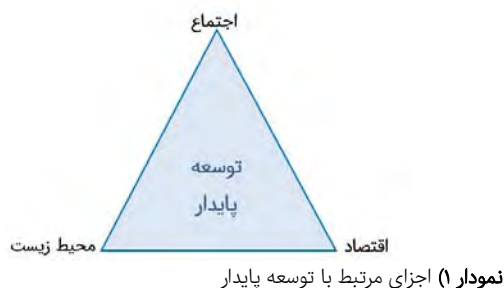 اجتماع
توسعه
پایدار
اقتصاد
محیط زیست
نمودار ۱) اجزای مرتبط با توسعه پایدار